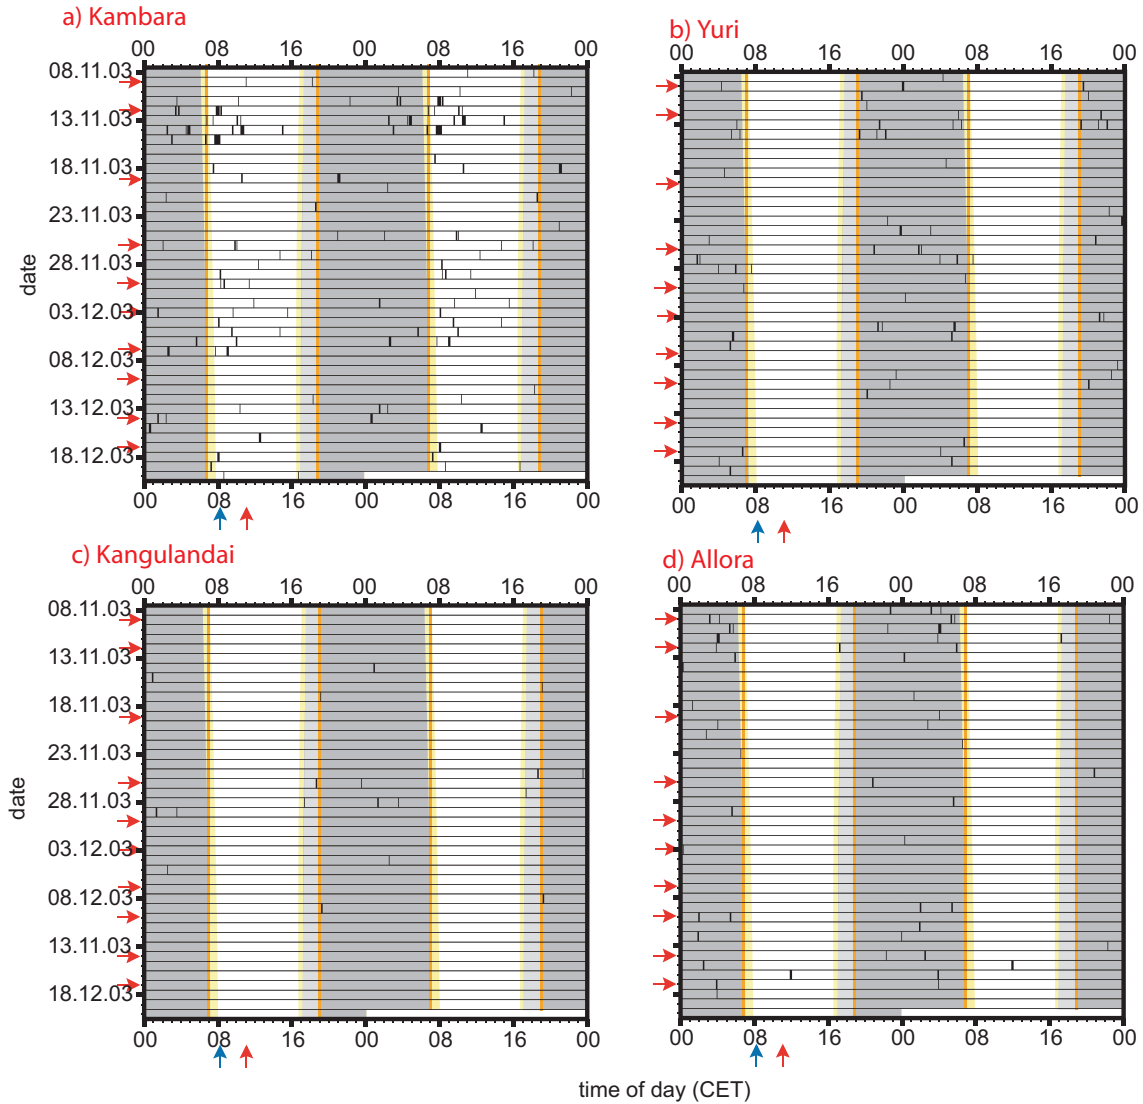 a) Kambara
00 08 16 00 08 16 00
08.11.03
13.11.03
18.11.03
23.11.03
28.11.03
03.12.03
08.12.03
13.12.03
18.12.03
date
00 08 16 00 08 16 00
b) Yuri
00 08 16 00 08 16 00
00 08 16 00 08 16 00
c) Kangulandai
00 08 16 00 08 16 00
08.11.03
13.11.03
18.11.03
23.11.03
28.11.03
03.12.03
08.12.03
13.11.03
18.12.03
date
00 08 16 00 08 16 00
d) Allora
00 08 16 00 08 16 00
00 08 16 00 08 16 00
time of day (CET)